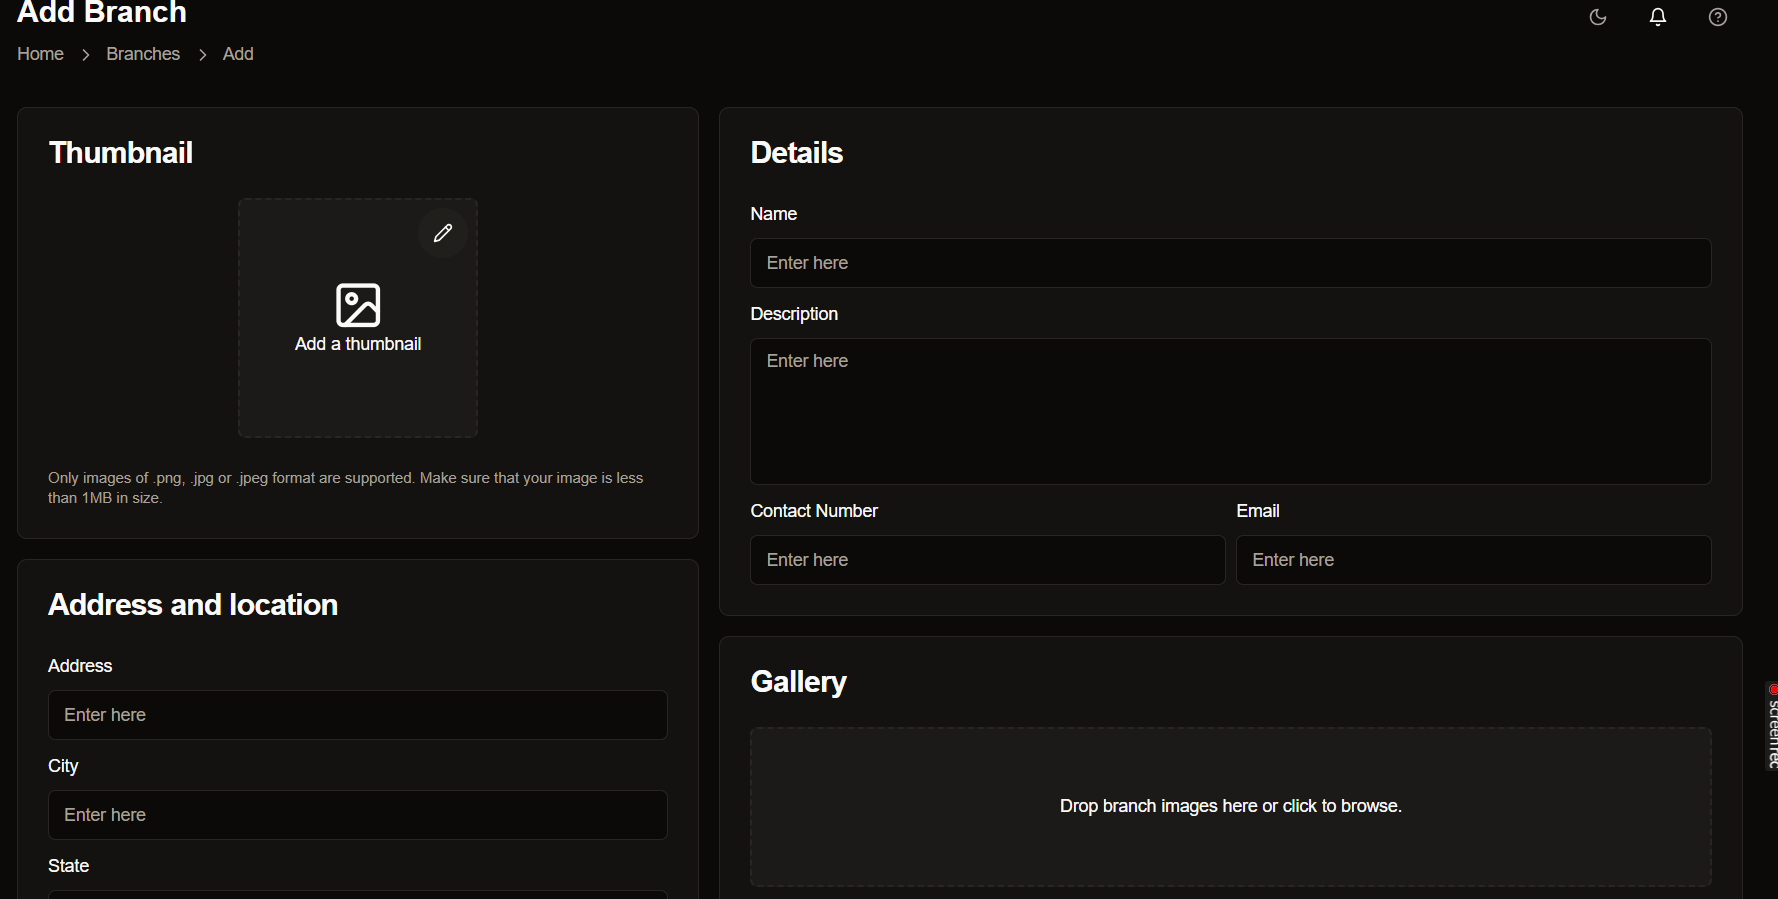 Add Branch
Home > Branches > Add
Thumbnail
Add a thumbnail
Only images of .png, .jpg or .jpeg format are supported. Make sure that your image is less
than 1MB in size.
Address and location
Address
Enter here
City
Enter here
State
Details
Name
Enter here
Description
Enter here
Contact Number
Email
Enter here
Enter here
Gallery
Drop branch images here or click to browse.
screenrec